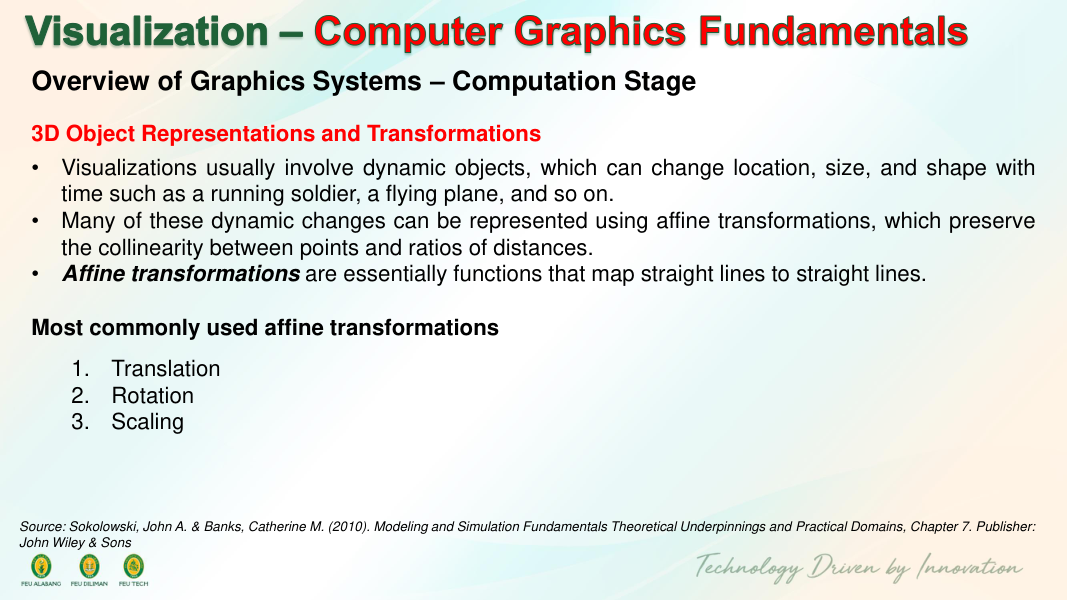 Visualization – Computer Graphics Fundamentals
Overview of Graphics Systems – Computation Stage
3D Object Representations and Transformations
• Visualizations usually involve dynamic objects, which can change location, size, and shape with
time such as a running soldier, a flying plane, and so on.
• Many of these dynamic changes can be represented using affine transformations, which preserve
the collinearity between points and ratios of distances.
• Affine transformations are essentially functions that map straight lines to straight lines.
Most commonly used affine transformations
1. Translation
2. Rotation
3. Scaling
Source: Sokolowski, John A. & Banks, Catherine M. (2010). Modeling and Simulation Fundamentals Theoretical Underpinnings and Practical Domains, Chapter 7. Publisher:
John Wiley & Sons
FEU ALABANG FEU DILIMAN FEU TECH
Technology Driven by Innovation